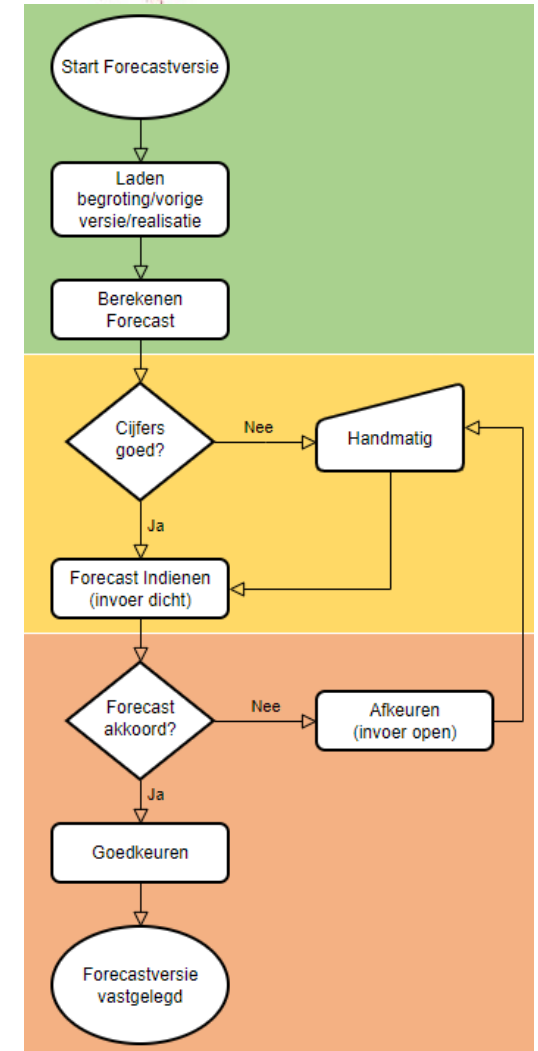 Start Forecastversie
Laden
begroting/vorige
versie/realisatie
Berekenen
Forecast
Cijfers
goed?
Nee
Handmatig
Ja
Forecast Indienen
(invoer dicht)
Forecast
akkoord?
Nee
Afkeuren
(invoer open)
Ja
Goedkeuren
Forecastversie
vastgelegd